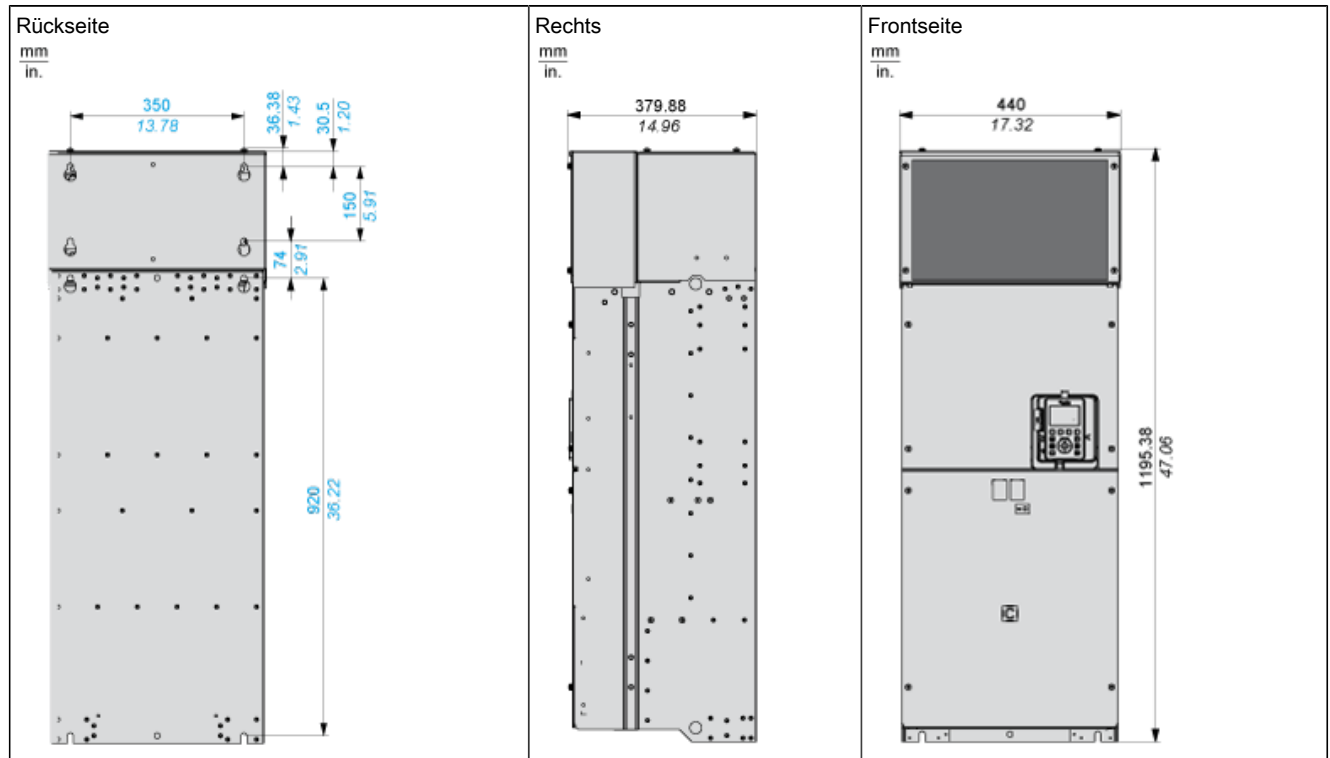 Rückseite
mm
in.
350
13.78
36.38
1.43
30.5
1.20
150
5.91
74
2.91
920
36.22
Rechts
mm
in.
379.88
14.96
Frontseite
mm
in.
440
17.32
1195.38
47.06